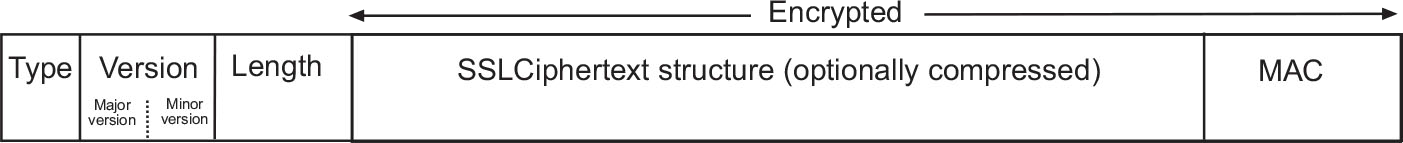 Encrypted
Type
Version
Length
SSLCiphertext structure (optionally compressed)
MAC
Major
version
Minor
version